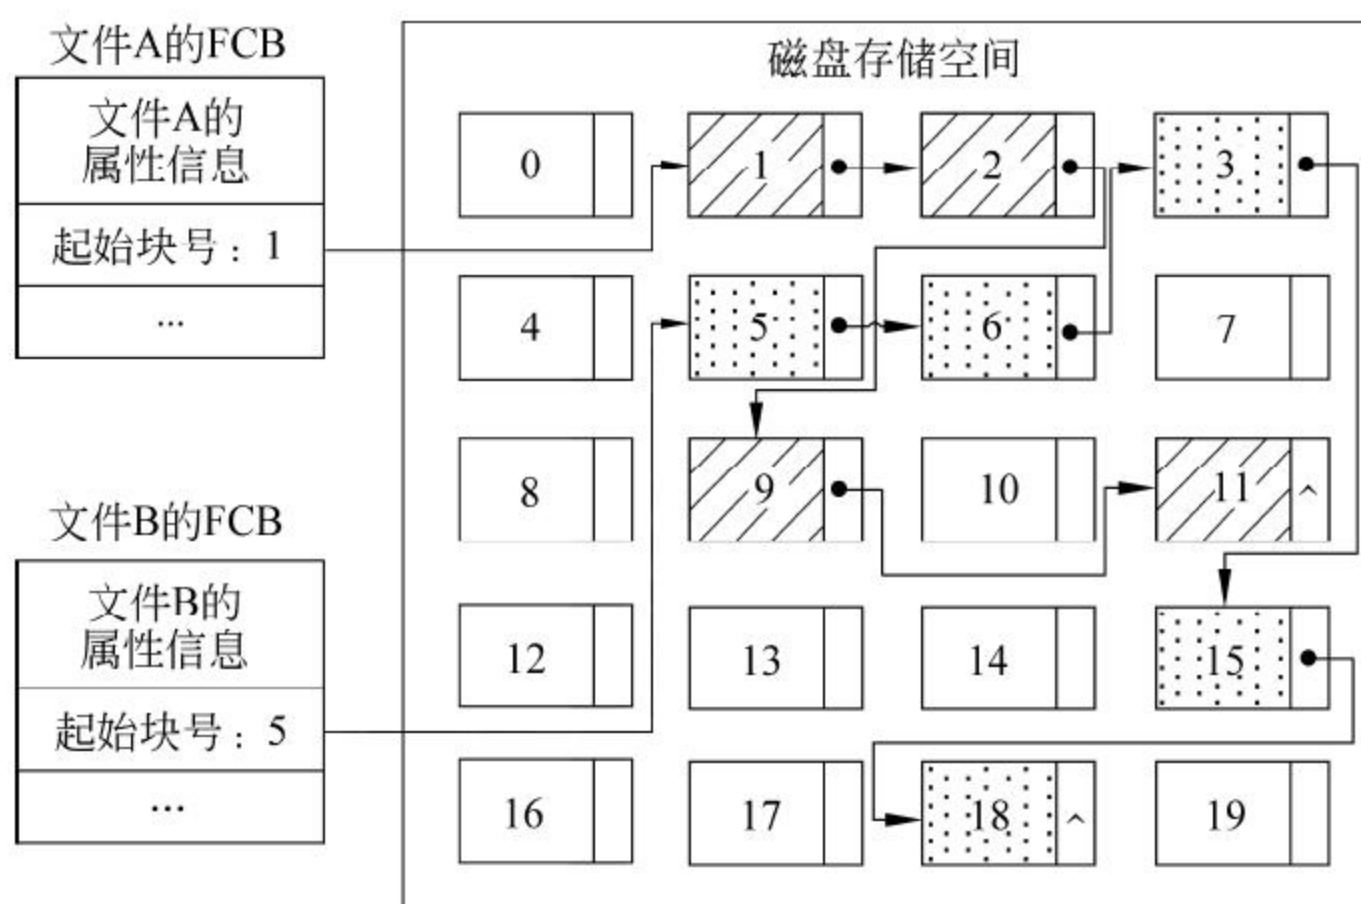 文件A的FCB
文件A的
属性信息
起始块号：1
...
文件B的FCB
文件B的
属性信息
起始块号：5
...
磁盘存储空间
0 1 2 3
4 5 6 7
8 9 10 11 ^
12 13 14 15
16 17 18 ^ 19